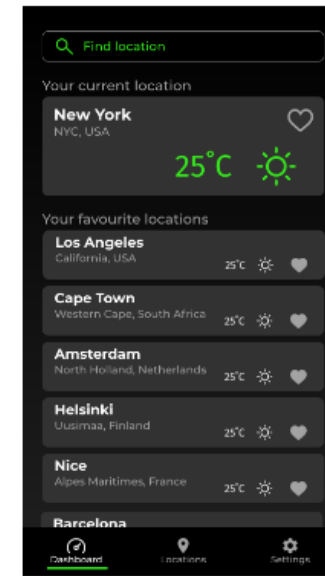 Find location
Your current location
New York
NYC, USA
25°C
Your favourite locations
Los Angeles
California, USA
25°C
Cape Town
Western Cape, South Africa
25°C
Amsterdam
North Holland, Netherlands
25°C
Helsinki
Uusimaa, Finland
25°C
Nice
Alpes Maritimes, France
25°C
Barcelona
Dashboard
Locations
Settings